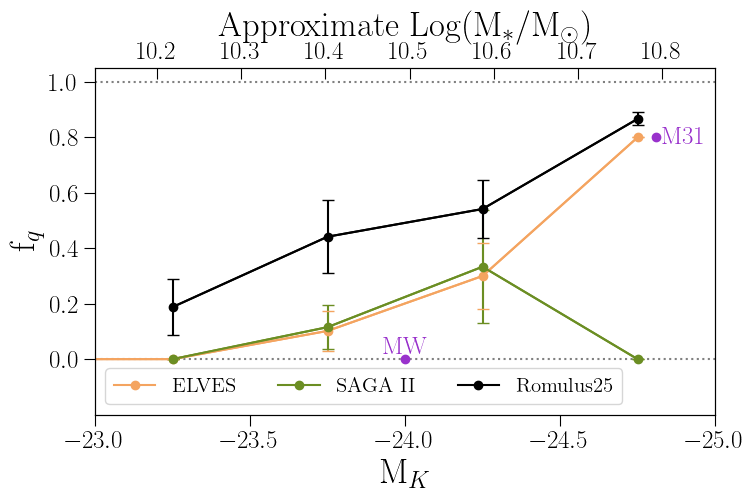 Approximate Log(M*/M⊙)
10.2 10.3 10.4 10.5 10.6 10.7 10.8
1.0
0.8
0.6
0.4
0.2
0.0
f_q
M31
MW
ELVES SAGA II Romulus25
−23.0 −23.5 −24.0 −24.5 −25.0
M_K